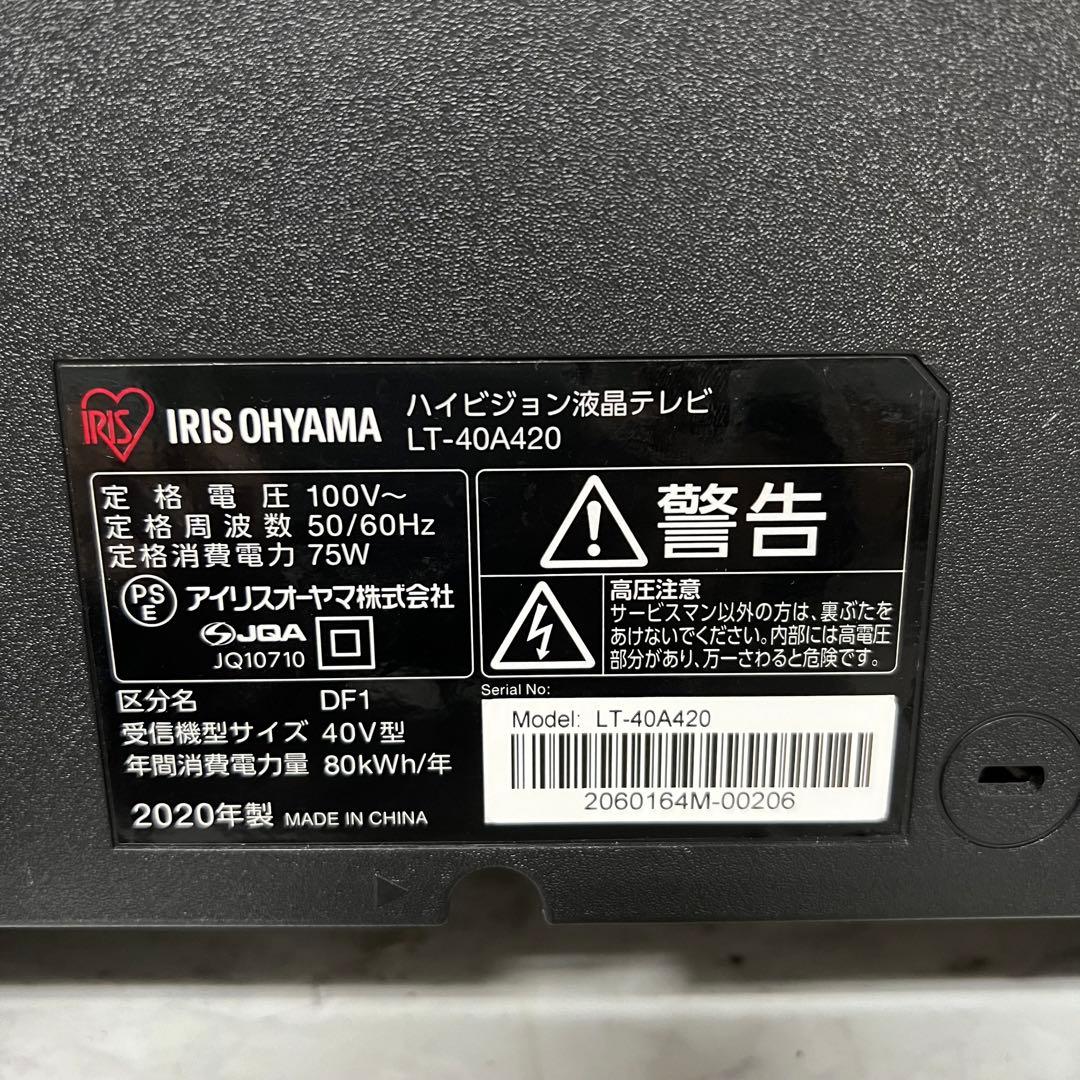 IRIS
IRIS OHYAMA
ハイビジョン液晶テレビ
LT-40A420
定格電圧 100V～
定格周波数 50/60Hz
定格消費電力 75W
PS
E
アイリスオーヤマ株式会社
JQA
JQ10710
警告
高圧注意
サービスマン以外の方は、裏ぶたを
あけないでください。内部には高電圧
部分があり、万一さわると危険です。
区分名 DF1
受信機型サイズ 40V型
年間消費電力量 80kWh/年
2020年製 MADE IN CHINA
Serial No:
Model: LT-40A420
2060164M-00206